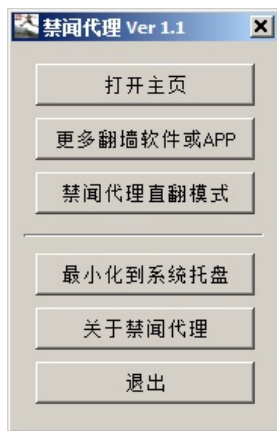 禁闻代理 Ver 1.1
打开主页
更多翻墙软件或APP
禁闻代理直翻模式
最小化到系统托盘
关于禁闻代理
退出